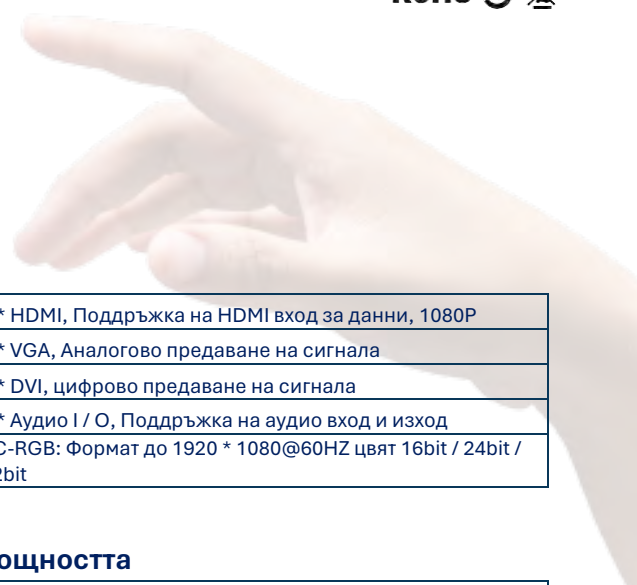 * HDMI, Поддръжка на HDMI вход за данни, 1080P
* VGA, Аналогово предаване на сигнала
* DVI, цифрово предаване на сигнала
* Аудио I / O, Поддръжка на аудио вход и изход
C-RGB: Формат до 1920 * 1080@60HZ цвят 16bit / 24bit /
2bit
ощността